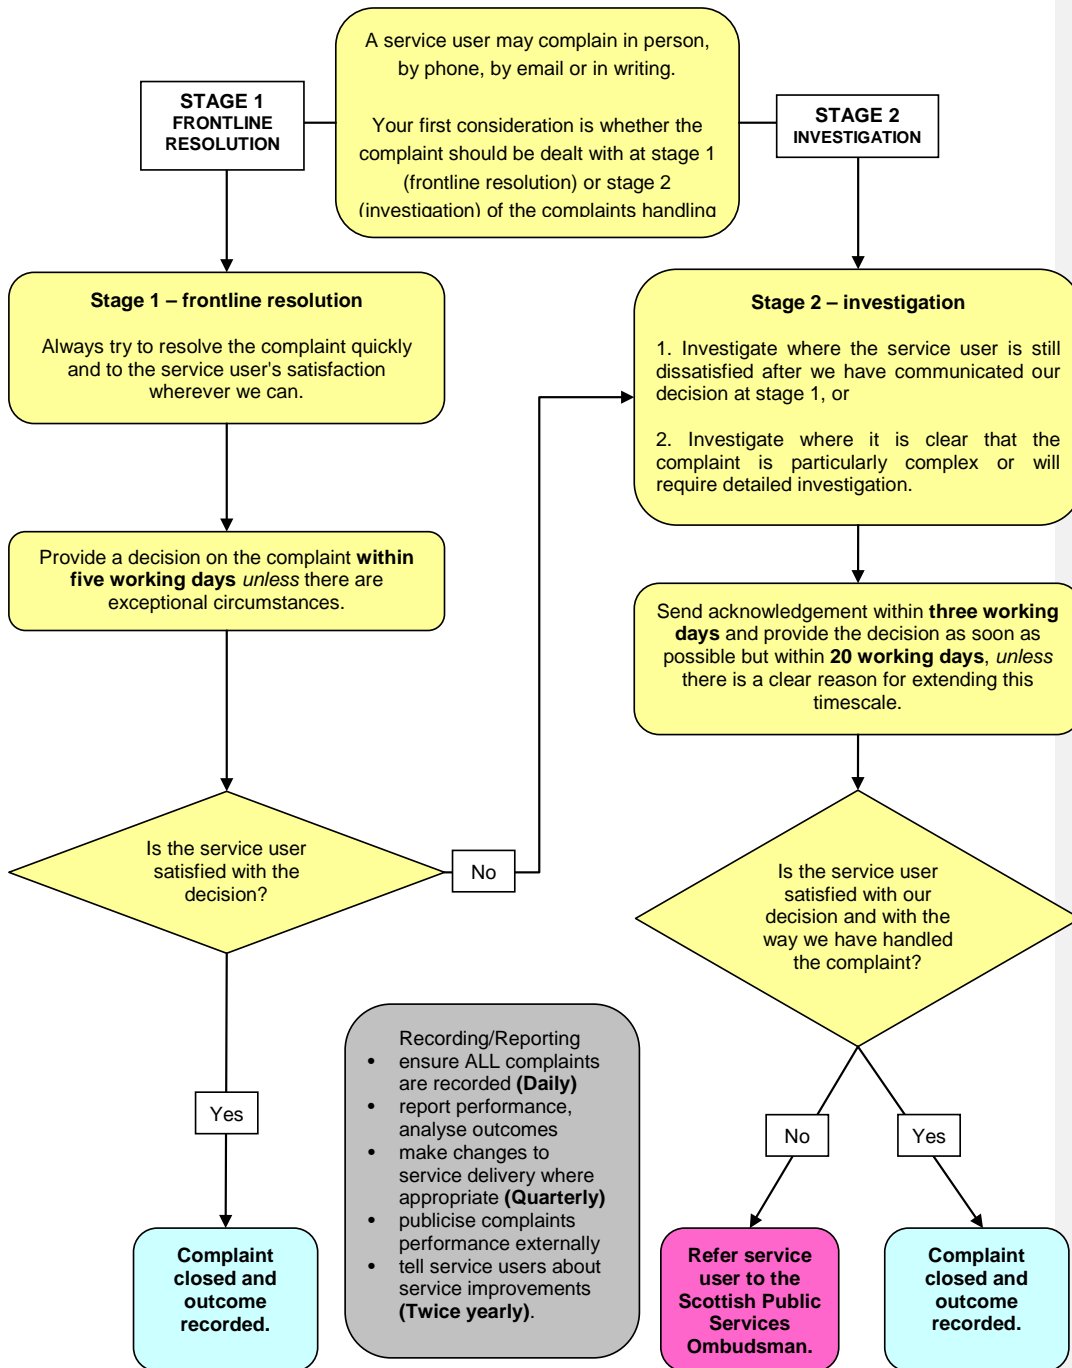 A service user may complain in person,
by phone, by email or in writing.
Your first consideration is whether the
complaint should be dealt with at stage 1
(frontline resolution) or stage 2
(investigation) of the complaints handling
STAGE 1
FRONTLINE
RESOLUTION
STAGE 2
INVESTIGATION
Stage 1 – frontline resolution
Always try to resolve the complaint quickly
and to the service user's satisfaction
wherever we can.
Stage 2 – investigation
1. Investigate where the service user is still
dissatisfied after we have communicated our
decision at stage 1, or
2. Investigate where it is clear that the
complaint is particularly complex or will
require detailed investigation.
Provide a decision on the complaint within
five working days unless there are
exceptional circumstances.
Send acknowledgement within three working
days and provide the decision as soon as
possible but within 20 working days, unless
there is a clear reason for extending this
timescale.
Is the service user
satisfied with the
decision?
No
Is the service user
satisfied with our
decision and with the
way we have handled
the complaint?
Yes
Recording/Reporting
• ensure ALL complaints
are recorded (Daily)
• report performance,
analyse outcomes
• make changes to
service delivery where
appropriate (Quarterly)
• publicise complaints
performance externally
• tell service users about
service improvements
(Twice yearly).
No
Yes
Complaint
closed and
outcome
recorded.
Refer service
user to the
Scottish Public
Services
Ombudsman.
Complaint
closed and
outcome
recorded.